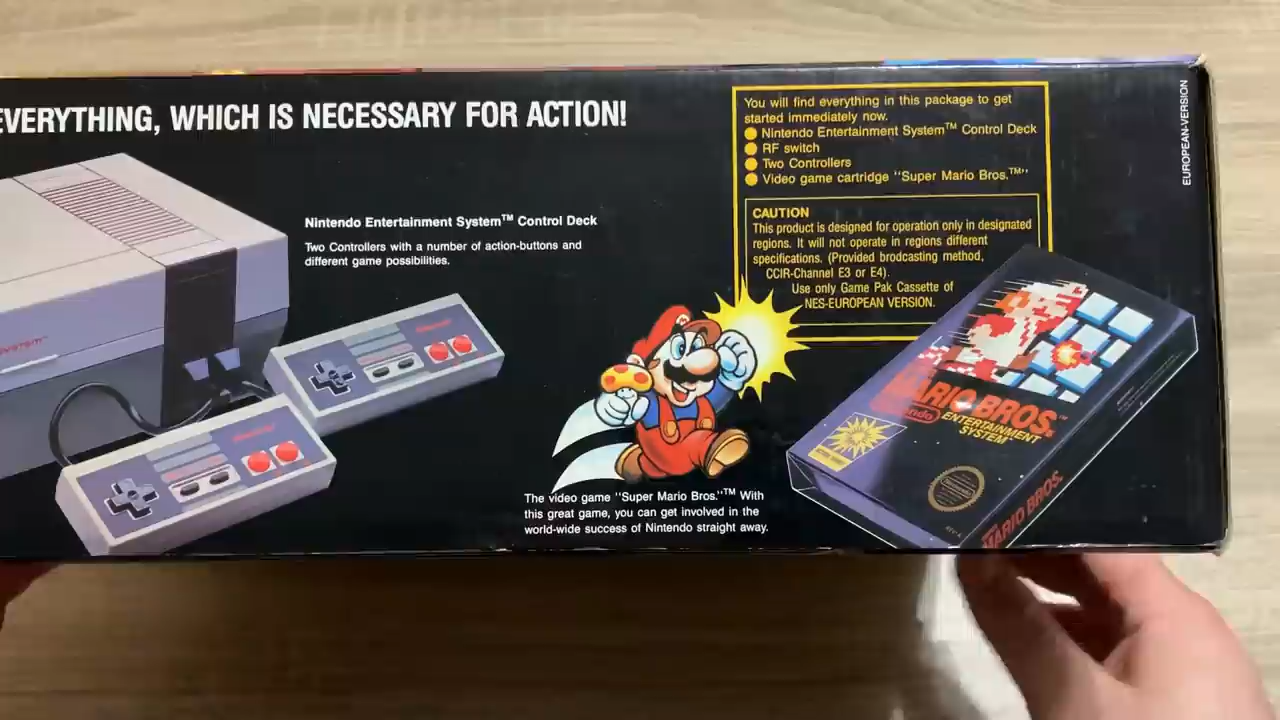 EVERYTHING, WHICH IS NECESSARY FOR ACTION!
Nintendo Entertainment System™ Control Deck
Two Controllers with a number of action-buttons and
different game possibilities.
You will find everything in this package to get
started immediately now.
Nintendo Entertainment System™ Control Deck
RF switch
Two Controllers
Video game cartridge "Super Mario Bros.™"
CAUTION
This product is designed for operation only in designated
regions. It will not operate in regions different
specifications. (Provided brodcasting method,
CCIR-Channel E3 or E4).
Use only Game Pak Cassette of
NES-EUROPEAN VERSION.
EUROPEAN-VERSION
The video game "Super Mario Bros."™ With
this great game, you can get involved in the
world-wide success of Nintendo straight away.
MARIO BROS.™
ENTERTAINMENT
SYSTEM
MARIO BROS.